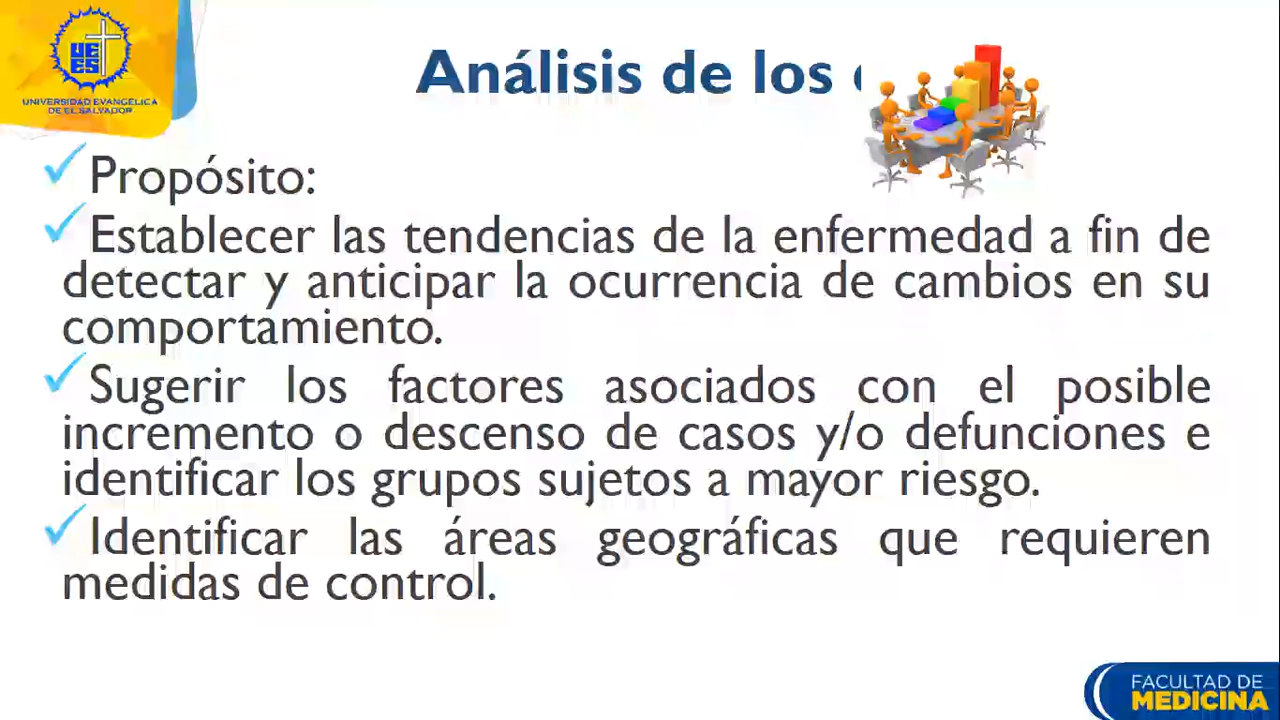 UE
ES
UNIVERSIDAD EVANGÉLICA
DE EL SALVADOR
Análisis de los
Propósito:
Establecer las tendencias de la enfermedad a fin de
detectar y anticipar la ocurrencia de cambios en su
comportamiento.
Sugerir los factores asociados con el posible
incremento o descenso de casos y/o defunciones e
identificar los grupos sujetos a mayor riesgo.
Identificar las áreas geográficas que requieren
medidas de control.
FACULTAD DE
MEDICINA